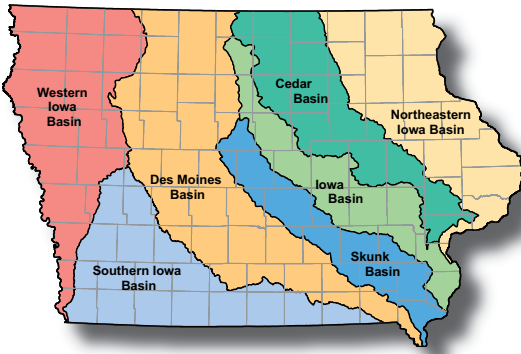 Western
Iowa
Basin
Cedar
Basin
Northeastern
Iowa Basin
Des Moines
Basin
Iowa
Basin
Skunk
Basin
Southern Iowa
Basin